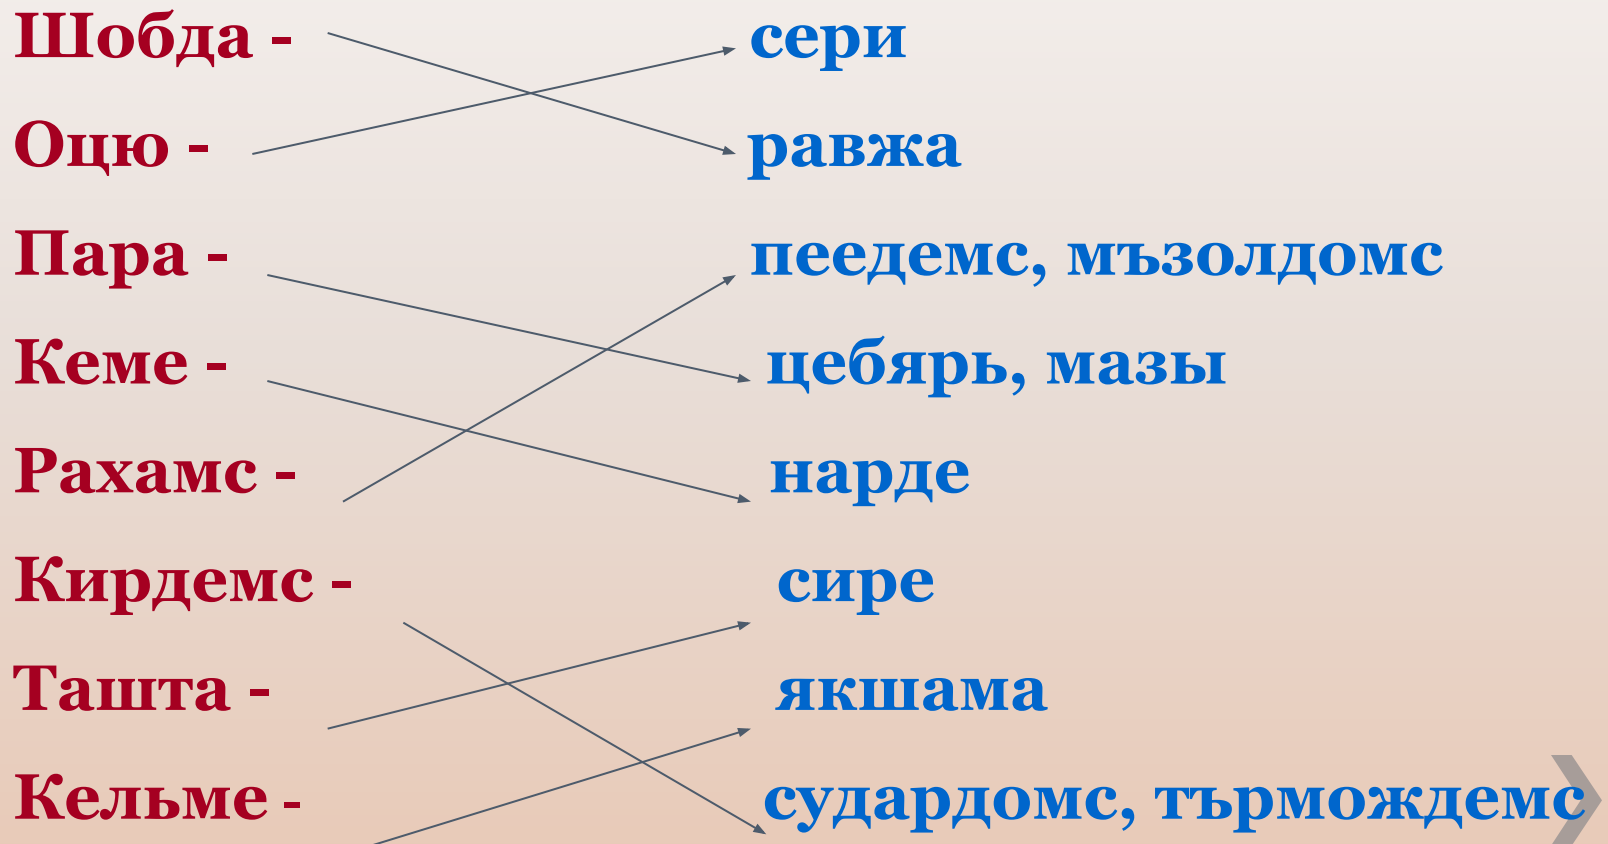 Шобда - сери
Оцю - равжа
Пара - пеедемс, мъзолдомс
Кеме - цебярь, мазы
Рахамс - нарде
Кирдемс - сире
Ташта - якшама
Кельме - судардомс, търмождемс